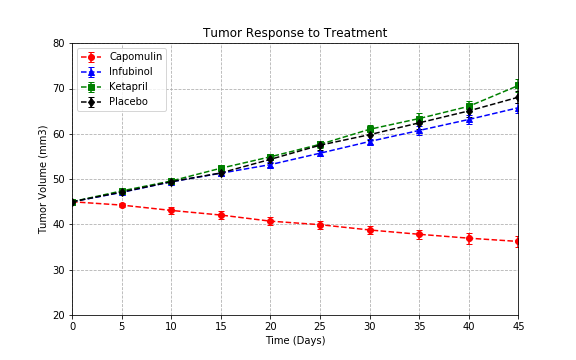 Tumor Response to Treatment
Capomulin
Infubinol
Ketapril
Placebo
Tumor Volume (mm3)
80
70
60
50
40
30
20
0 5 10 15 20 25 30 35 40 45
Time (Days)